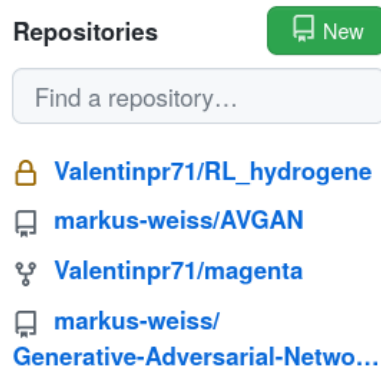 Repositories
New
Find a repository...
Valentinpr71/RL_hydrogene
markus-weiss/AVGAN
Valentinpr71/magenta
markus-weiss/
Generative-Adversarial-Netwo...